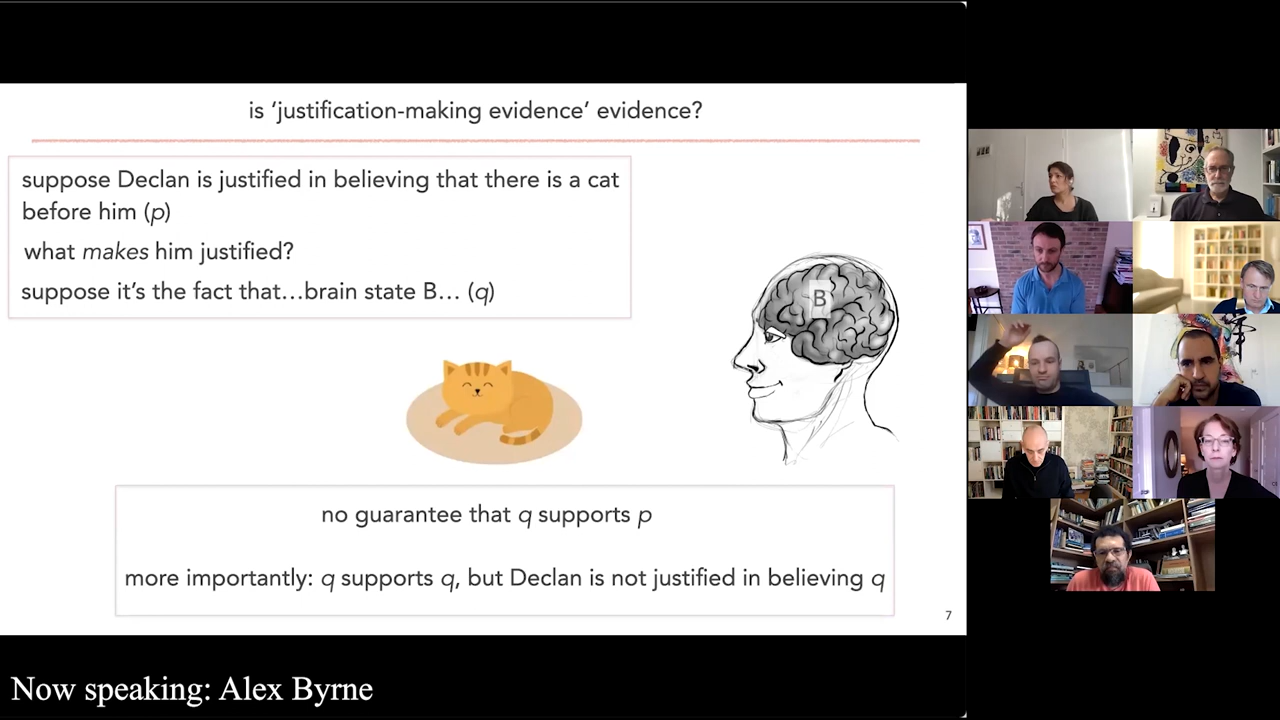 is ‘justification-making evidence’ evidence?
suppose Declan is justified in believing that there is a cat
before him (p)
what makes him justified?
suppose it’s the fact that…brain state B… (q)
B
no guarantee that q supports p
more importantly: q supports q, but Declan is not justified in believing q
7
Now speaking: Alex Byrne